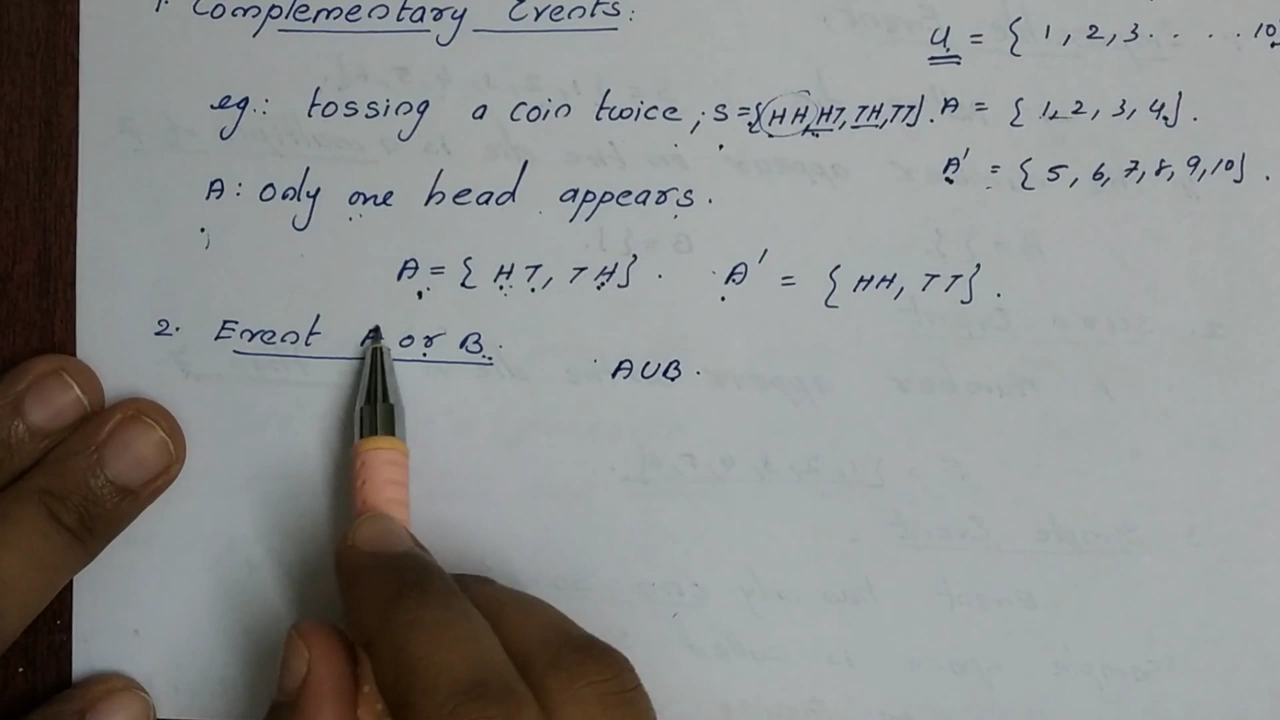 1. Complementary Events:
U = { 1, 2, 3. . . . . 10
eg.: tossing a coin twice ; S={HH, HT, TH, TT}.
A = { 1, 2, 3, 4}.
A' = { 5, 6, 7, 8, 9, 10} .
A : only one head appears.
A = { HT, TH} . A' = { HH, TT} .
2. Event A or B. AUB.